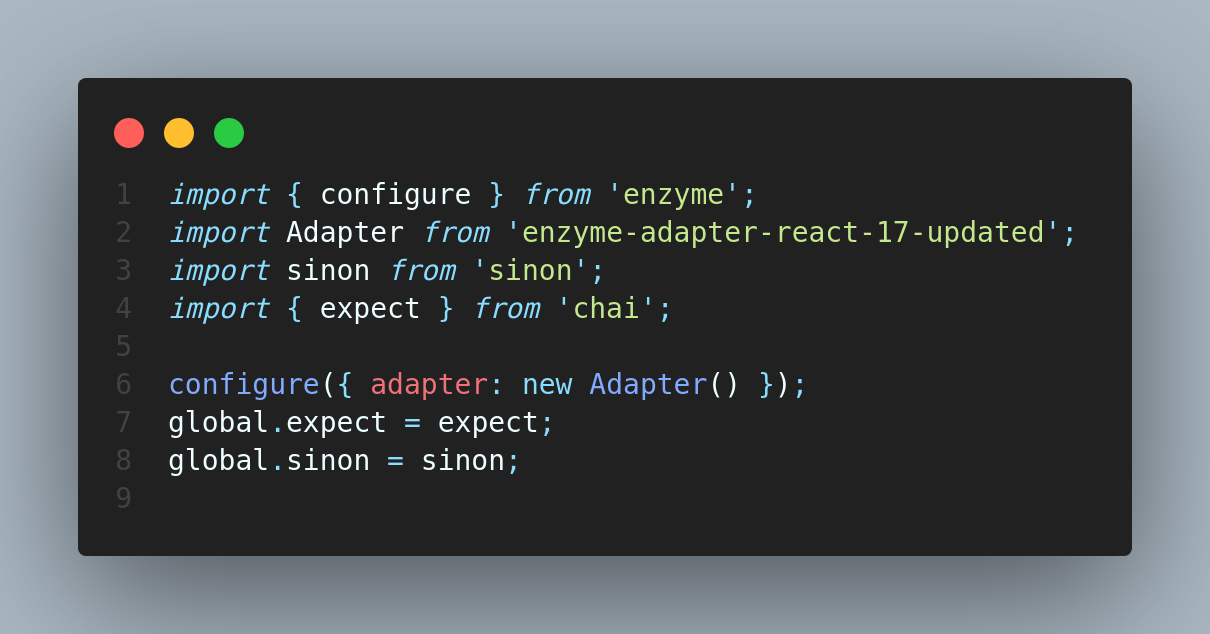 1 import { configure } from 'enzyme';
2 import Adapter from 'enzyme-adapter-react-17-updated';
3 import sinon from 'sinon';
4 import { expect } from 'chai';
5
6 configure({ adapter: new Adapter() });
7 global.expect = expect;
8 global.sinon = sinon;
9